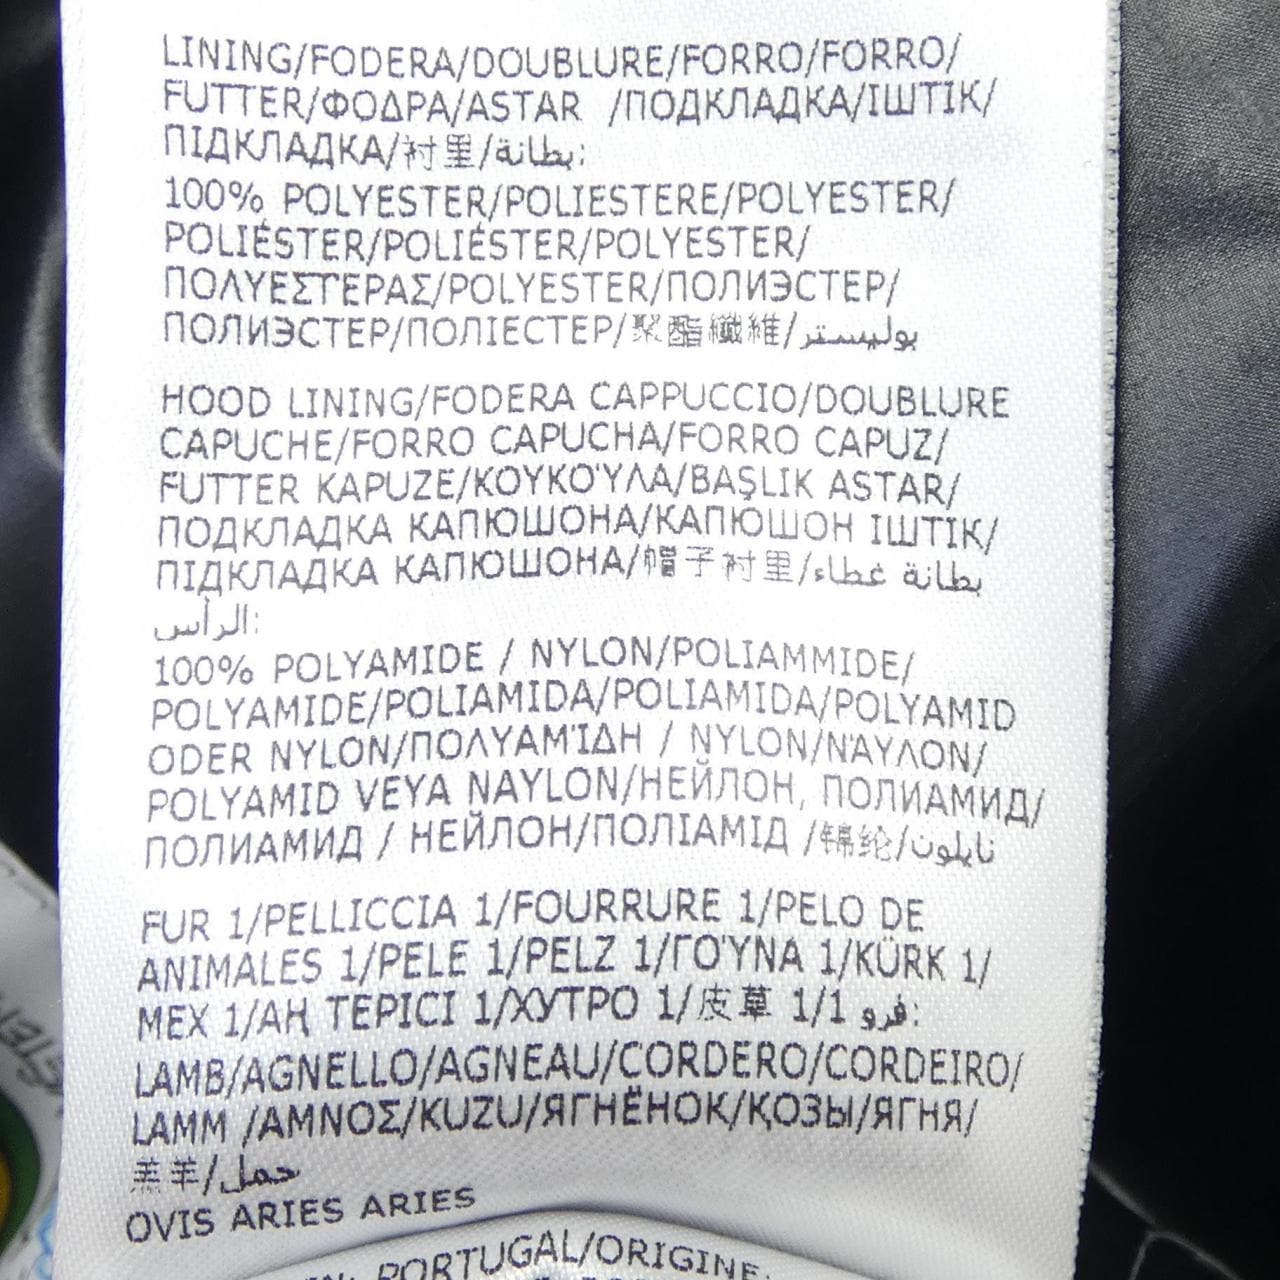 LINING/FODERA/DOUBLURE/FORRO/FORRO/
FUTTER/ΦΟΔΡΑ/ASTAR /ПОДКЛАДКА/ІШТІК/
ПІДКЛАДКА/衬里/بطانة:
100% POLYESTER/POLIESTERE/POLYESTER/
POLIÉSTER/POLIÉSTER/POLYESTER/
ΠΟΛΥΕΣΤΕΡΑΣ/POLYESTER/ПОЛИЭСТЕР/
ПОЛИЭСТЕР/ПОЛІЕСТЕР/聚酯纖維/بوليستر
HOOD LINING/FODERA CAPPUCCIO/DOUBLURE
CAPUCHE/FORRO CAPUCHA/FORRO CAPUZ/
FUTTER KAPUZE/ΚΟΥΚΟΎΛΑ/BAŞLIK ASTAR/
ПОДКЛАДКА КАПЮШОНА/КАПЮШОН ІШТІК/
ПІДКЛАДКА КАПЮШОНА/帽子衬里/بطانة غطاء
الرأس:
100% POLYAMIDE / NYLON/POLIAMMIDE/
POLYAMIDE/POLIAMIDA/POLIAMIDA/POLYAMID
ODER NYLON/ΠΟΛΥΑΜΊΔΗ / NYLON/ΝΆΥΛΟΝ/
POLYAMID VEYA NAYLON/НЕЙЛОН, ПОЛИАМИД/
ПОЛИАМИД / НЕЙЛОН/ПОЛІАМІД /锦纶/نايلون
FUR 1/PELLICCIA 1/FOURRURE 1/PELO DE
ANIMALES 1/PELE 1/PELZ 1/ΓΟΎΝΑ 1/KÜRK 1/
МЕХ 1/АҢ ТЕРІСІ 1/ХУТРО 1/皮草 1/1 فرو:
LAMB/AGNELLO/AGNEAU/CORDERO/CORDEIRO/
LAMM /ΑΜΝΟΣ/KUZU/ЯГНЁНОК/ҚОЗЫ/ЯГНЯ/
羔羊/حمل
OVIS ARIES ARIES
PORTUGAL/ORIGINE